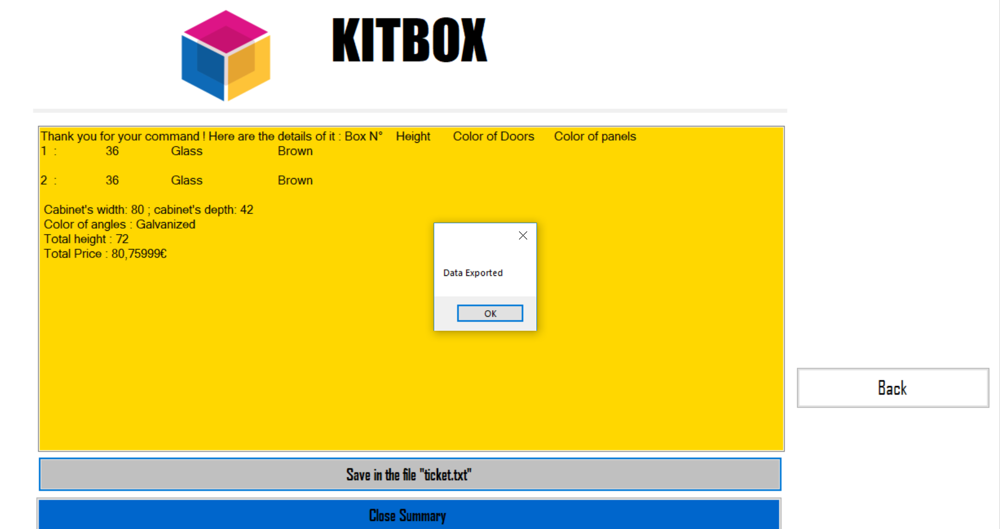 KITBOX
Thank you for your command ! Here are the details of it : Box N° Height Color of Doors Color of panels
1 : 36 Glass Brown
2 : 36 Glass Brown
Cabinet's width: 80 ; cabinet's depth: 42
Color of angles : Galvanized
Total height : 72
Total Price : 80,75999€
Data Exported
OK
Back
Save in the file "ticket.txt"
Close Summary